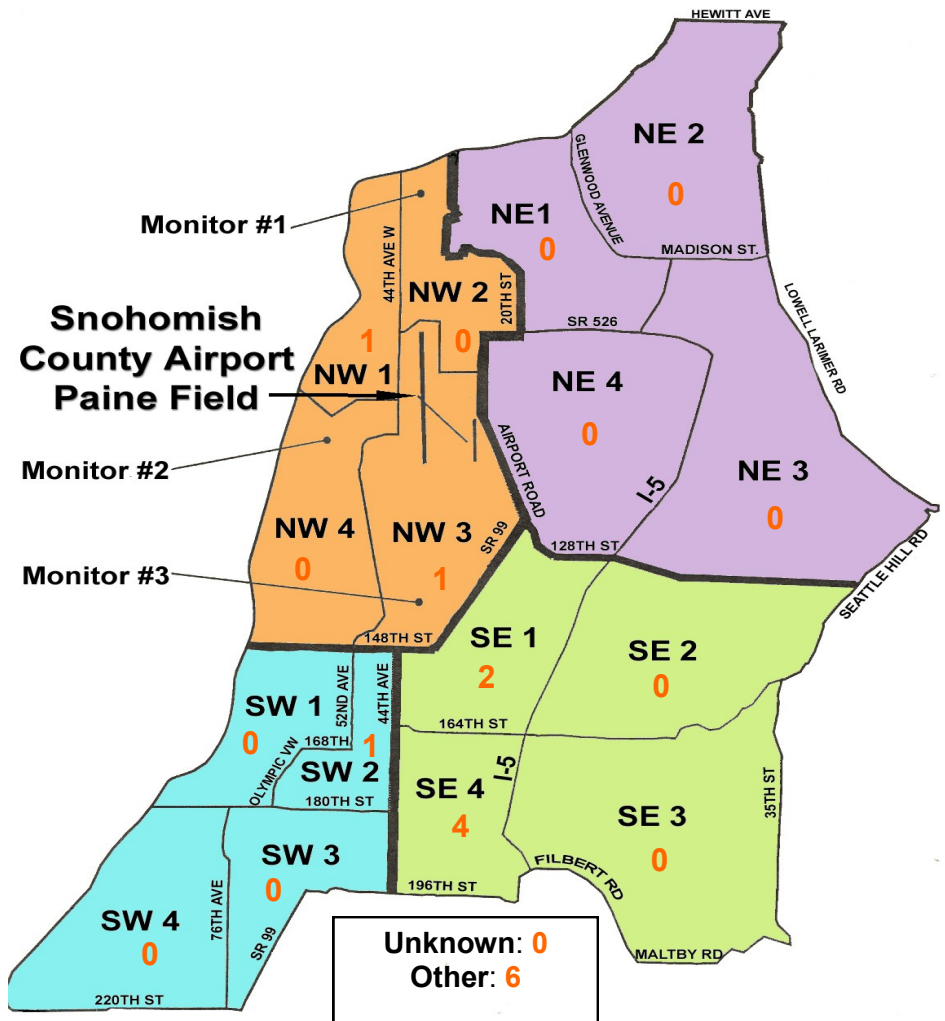 HEWITT AVE
NE 2
0
GLENWOOD AVENUE
MADISON ST.
NE1
0
Monitor #1
44TH AVE W
NW 2
0
20TH ST
LOWELL LARIMER RD
Snohomish
County Airport
Paine Field
1
NW 1
SR 526
NE 4
0
AIRPORT ROAD
I-5
NE 3
0
Monitor #2
NW 4
0
NW 3
1
SR 99
128TH ST
SEATTLE HILL RD
Monitor #3
148TH ST
SE 1
2
SE 2
0
164TH ST
SW 1
0
52ND AVE
44TH AVE
168TH
1
SW 2
OLYMPIC VW
180TH ST
I-5
SE 4
4
SE 3
0
35TH ST
SW 3
0
196TH ST
FILBERT RD
MALTBY RD
SW 4
0
76TH AVE
SR 99
220TH ST
Unknown: 0
Other: 6